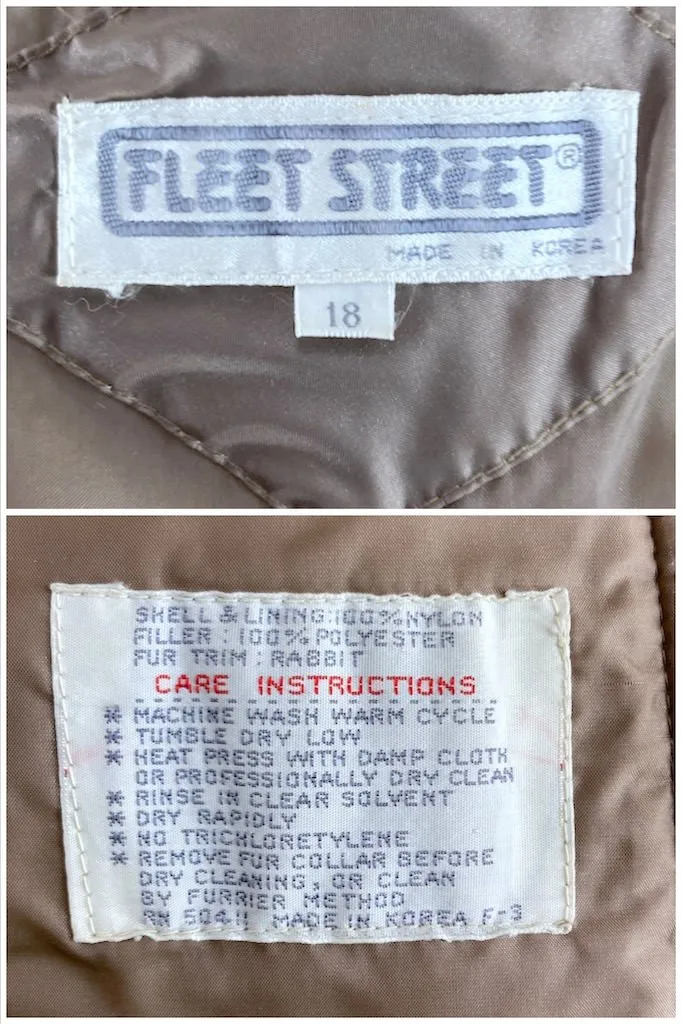 FLEET STREET®
MADE IN KOREA
18
SHELL & LINING:100%NYLON
FILLER : 100% POLYESTER
FUR TRIM : RABBIT
CARE INSTRUCTIONS
* MACHINE WASH WARM CYCLE
* TUMBLE DRY LOW
* HEAT PRESS WITH DAMP CLOTH
OR PROFESSIONALLY DRY CLEAN
* RINSE IN CLEAR SOLVENT
* DRY RAPIDLY
* NO TRICHLORETYLENE
* REMOVE FUR COLLAR BEFORE
DRY CLEANING, OR CLEAN
BY FURRIER METHOD
RN 50411 MADE IN KOREA F-3